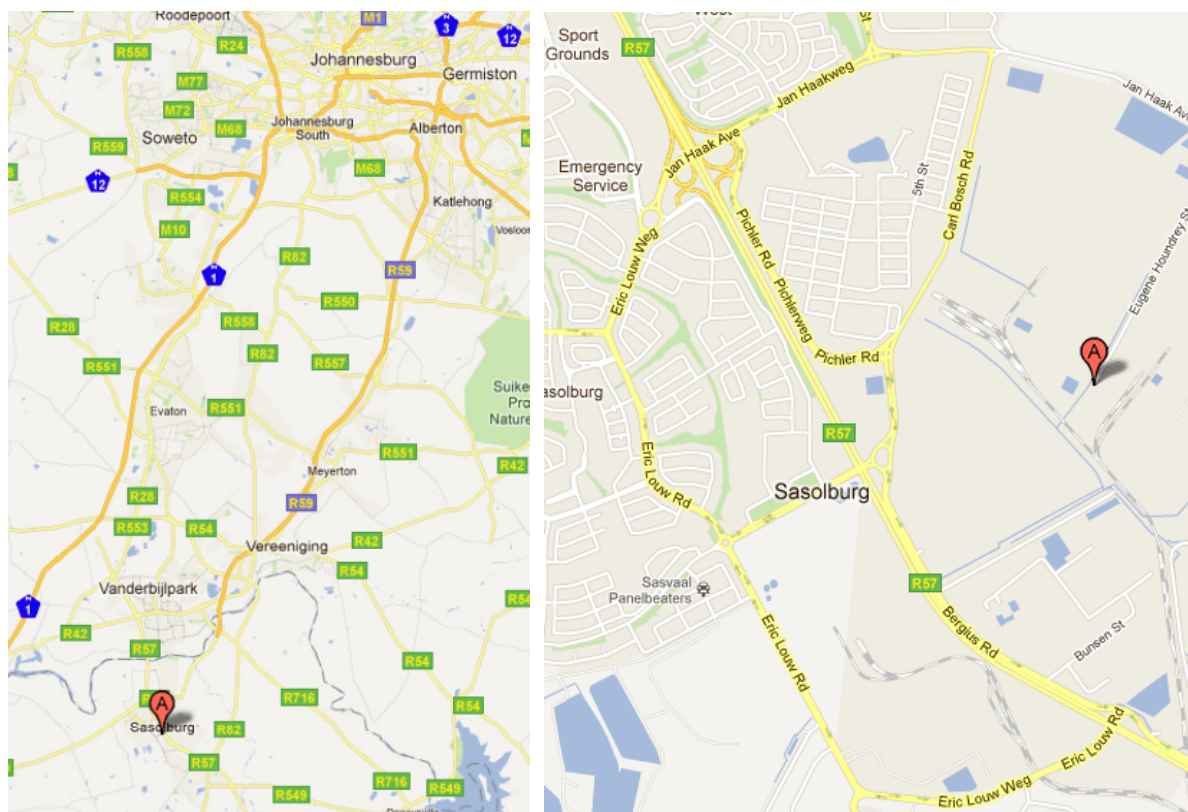 Roodepoort
M1
N
3
N
12
R558
R24
Johannesburg
Germiston
M77
M72
Johannesburg
South
Alberton
M68
Soweto
R559
M68
N
12
R554
Katlehong
M10
Vosloo
R82
N
1
R59
R550
R28
R558
R82
R551
R557
Suike
Pro
Nature
Evaton
R551
R551
R42
Meyerton
R28
R59
R553
R54
Vereeniging
R42
R54
Vanderbijlpark
R54
N
1
R42
R57
R54
A
R716
R54
Sasolburg
R82
R57
R716
R549
R549
West
St
Sport
Grounds
R57
Jan Haakweg
Jan Haak Ave
Jan Haak Ave
Emergency
Service
5th St
Carl Bosch Rd
Eugene Houndrey St
Eric Louw Weg
Pichler Rd
Pichlerweg
Pichler Rd
A
asolburg
R57
Eric Louw Rd
Sasolburg
Sasvaal
Panelbeaters
R57
Bergius Rd
Bunsen St
Eric Louw Rd
Eric Louw Rd
Eric Louw Weg